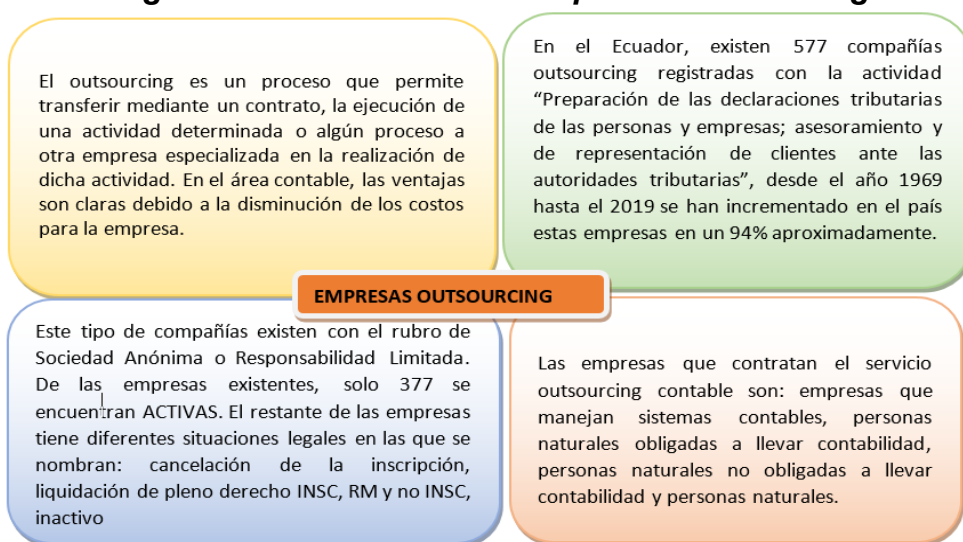 El outsourcing es un proceso que permite
transferir mediante un contrato, la ejecución de
una actividad determinada o algún proceso a
otra empresa especializada en la realización de
dicha actividad. En el área contable, las ventajas
son claras debido a la disminución de los costos
para la empresa.
En el Ecuador, existen 577 compañías
outsourcing registradas con la actividad
“Preparación de las declaraciones tributarias
de las personas y empresas; asesoramiento y
de representación de clientes ante las
autoridades tributarias”, desde el año 1969
hasta el 2019 se han incrementado en el país
estas empresas en un 94% aproximadamente.
EMPRESAS OUTSOURCING
Este tipo de compañías existen con el rubro de
Sociedad Anónima o Responsabilidad Limitada.
De las empresas existentes, solo 377 se
encuentran ACTIVAS. El restante de las empresas
tiene diferentes situaciones legales en las que se
nombran: cancelación de la inscripción,
liquidación de pleno derecho INSC, RM y no INSC,
inactivo
Las empresas que contratan el servicio
outsourcing contable son: empresas que
manejan sistemas contables, personas
naturales obligadas a llevar contabilidad,
personas naturales no obligadas a llevar
contabilidad y personas naturales.